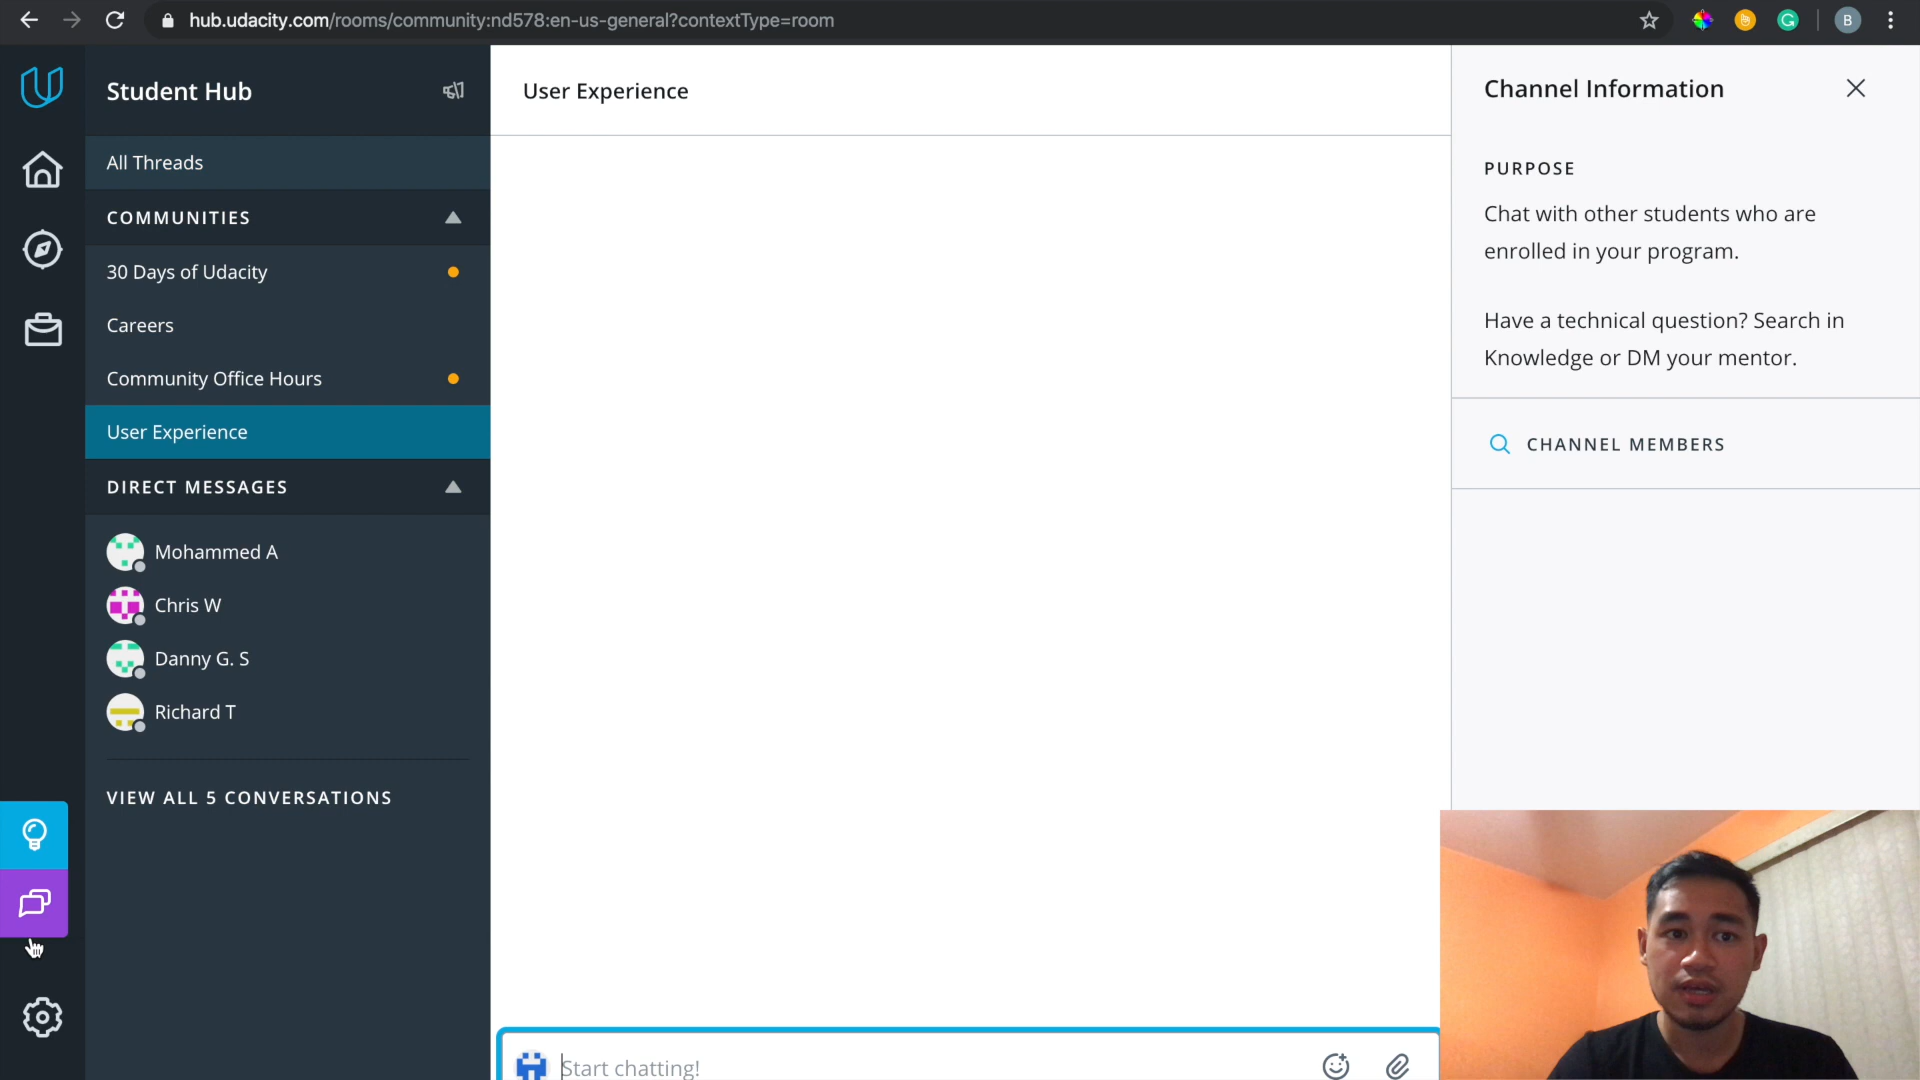 hub.udacity.com/rooms/community:nd578:en-us-general?contextType=room
B
Student Hub
All Threads
COMMUNITIES
30 Days of Udacity
Careers
Community Office Hours
User Experience
DIRECT MESSAGES
Mohammed A
Chris W
Danny G. S
Richard T
VIEW ALL 5 CONVERSATIONS
User Experience
Start chatting!
Channel Information
PURPOSE
Chat with other students who are
enrolled in your program.
Have a technical question? Search in
Knowledge or DM your mentor.
CHANNEL MEMBERS